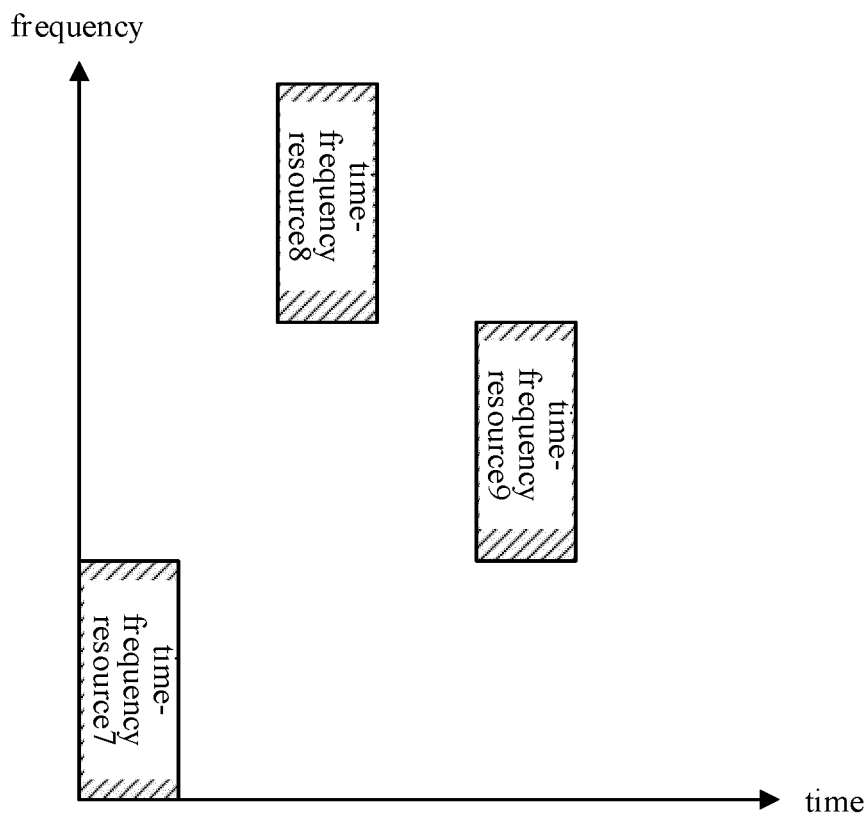 frequency
time-
frequency
resource8
time-
frequency
resource9
time-
frequency
resource7
time